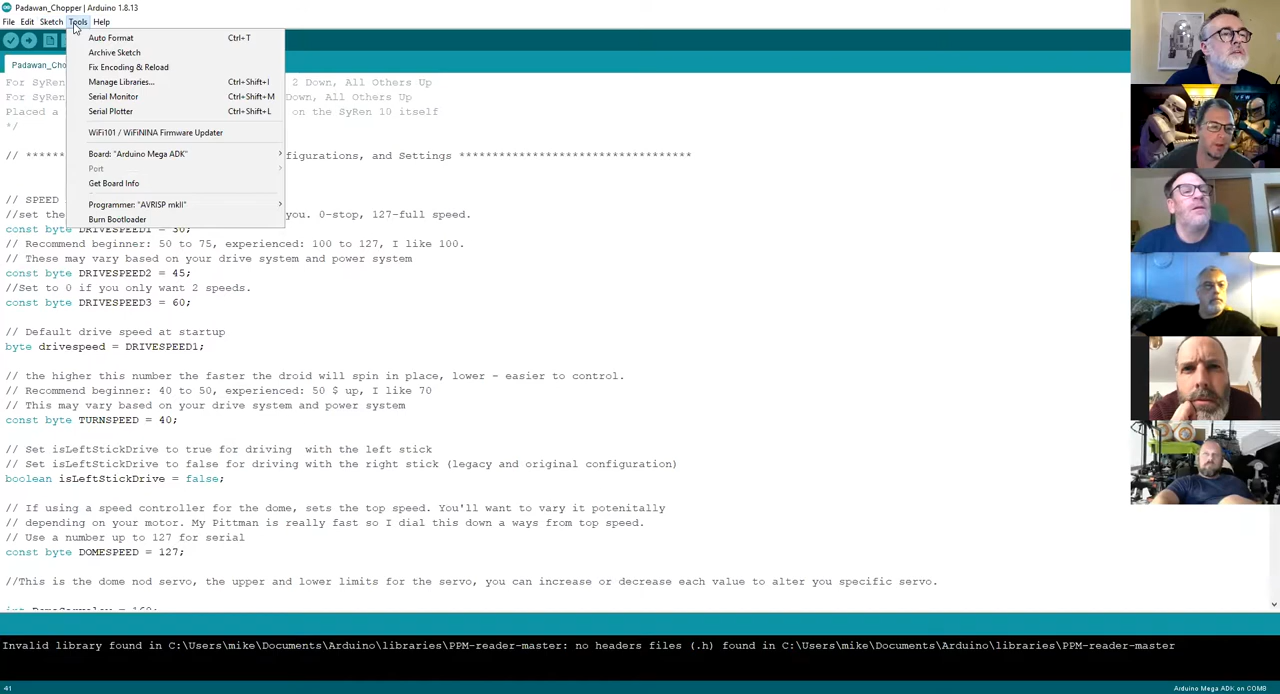 Padawan_Chopper | Arduino 1.8.13
File Edit Sketch Tools Help
Auto Format Ctrl+T
Archive Sketch
Fix Encoding & Reload
Manage Libraries... Ctrl+Shift+I
Serial Monitor Ctrl+Shift+M
Serial Plotter Ctrl+Shift+L
WiFi101 / WiFiNINA Firmware Updater
Board: "Arduino Mega ADK"
Port
Get Board Info
Programmer: "AVRISP mkII"
Burn Bootloader
Padawan_Cho
For SyRen 2 Down, All Others Up
For SyRen Down, All Others Up
Placed a on the SyRen 10 itself
*/
// ****** figurations, and Settings ***********************************
// SPEED
//set the you. 0-stop, 127-full speed.
const byte DRIVESPEED1 = 30;
// Recommend beginner: 50 to 75, experienced: 100 to 127, I like 100.
// These may vary based on your drive system and power system
const byte DRIVESPEED2 = 45;
//Set to 0 if you only want 2 speeds.
const byte DRIVESPEED3 = 60;
// Default drive speed at startup
byte drivespeed = DRIVESPEED1;
// the higher this number the faster the droid will spin in place, lower - easier to control.
// Recommend beginner: 40 to 50, experienced: 50 $ up, I like 70
// This may vary based on your drive system and power system
const byte TURNSPEED = 40;
// Set isLeftStickDrive to true for driving with the left stick
// Set isLeftStickDrive to false for driving with the right stick (legacy and original configuration)
boolean isLeftStickDrive = false;
// If using a speed controller for the dome, sets the top speed. You'll want to vary it potenitally
// depending on your motor. My Pittman is really fast so I dial this down a ways from top speed.
// Use a number up to 127 for serial
const byte DOMESPEED = 127;
//This is the dome nod servo, the upper and lower limits for the servo, you can increase or decrease each value to alter you specific servo.
Invalid library found in C:\Users\mike\Documents\Arduino\libraries\PPM-reader-master: no headers files (.h) found in C:\Users\mike\Documents\Arduino\libraries\PPM-reader-master
41 Arduino Mega ADK on COM8